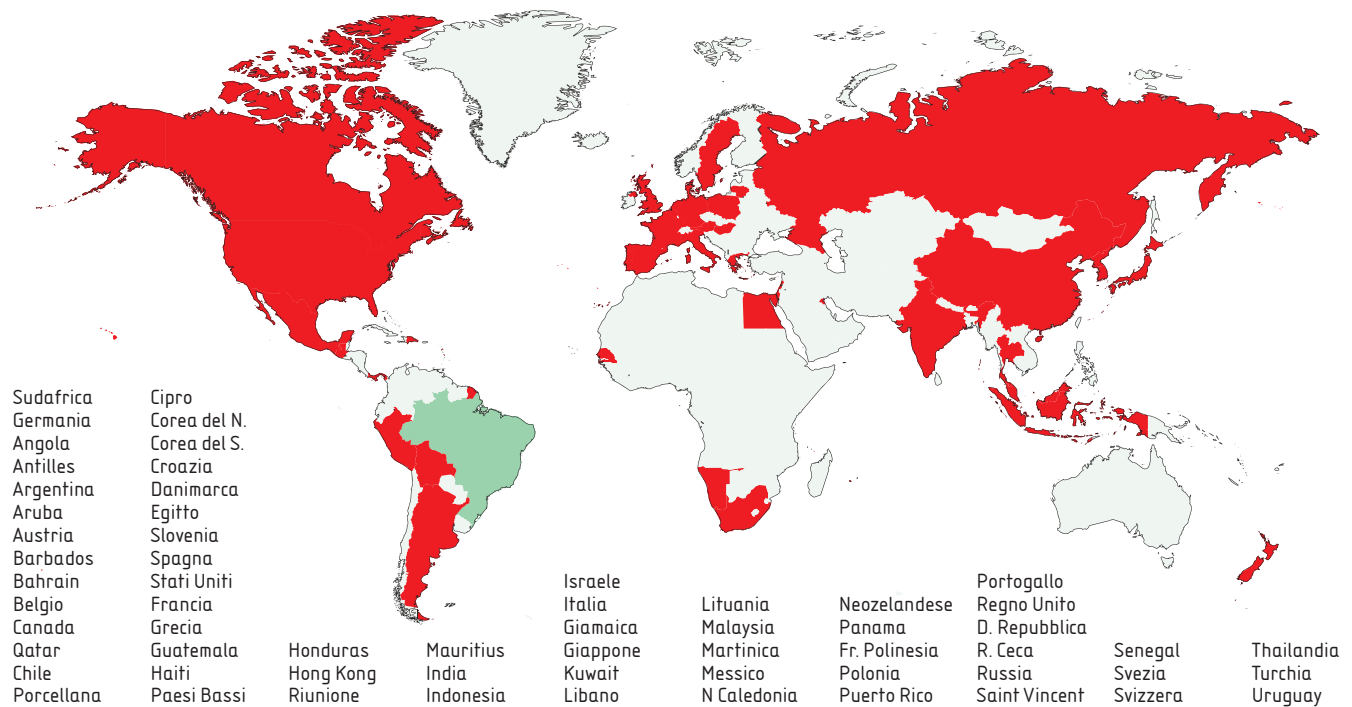 Sudafrica
Germania
Angola
Antilles
Argentina
Aruba
Austria
Barbados
Bahrain
Belgio
Canada
Qatar
Chile
Porcellana
Cipro
Corea del N.
Corea del S.
Croazia
Danimarca
Egitto
Slovenia
Spagna
Stati Uniti
Francia
Grecia
Guatemala
Haiti
Paesi Bassi
Honduras
Hong Kong
Riunione
Mauritius
India
Indonesia
Israele
Italia
Giamaica
Giappone
Kuwait
Libano
Lituania
Malaysia
Martinica
Messico
N Caledonia
Neozelandese
Panama
Fr. Polinesia
Polonia
Puerto Rico
Portogallo
Regno Unito
D. Repubblica
R. Ceca
Russia
Saint Vincent
Senegal
Svezia
Svizzera
Thailandia
Turchia
Uruguay